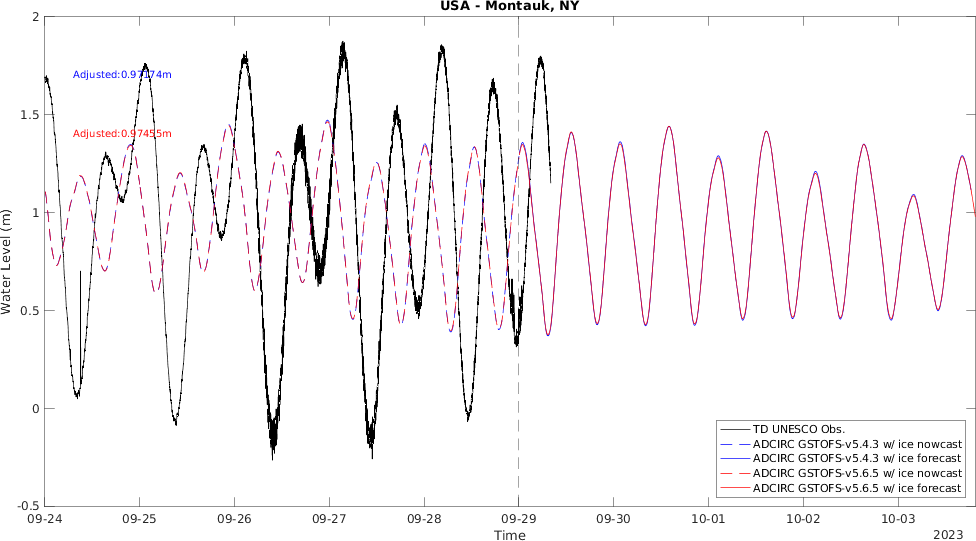 USA - Montauk, NY
2
Adjusted:0.97174m
1.5
Adjusted:0.97455m
1
Water Level (m)
0.5
0
-0.5
TD UNESCO Obs.
ADCIRC GSTOFS-v5.4.3 w/ ice nowcast
ADCIRC GSTOFS-v5.4.3 w/ ice forecast
ADCIRC GSTOFS-v5.6.5 w/ ice nowcast
ADCIRC GSTOFS-v5.6.5 w/ ice forecast
09-24 09-25 09-26 09-27 09-28 09-29 09-30 10-01 10-02 10-03
Time
2023